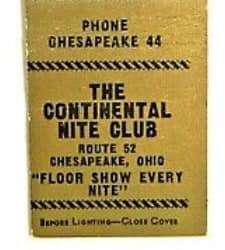 PHONE
CHESAPEAKE 44
THE
CONTINENTAL
NITE CLUB
ROUTE 52
CHESAPEAKE, OHIO
"FLOOR SHOW EVERY
NITE"
BEFORE LIGHTING—CLOSE COVER